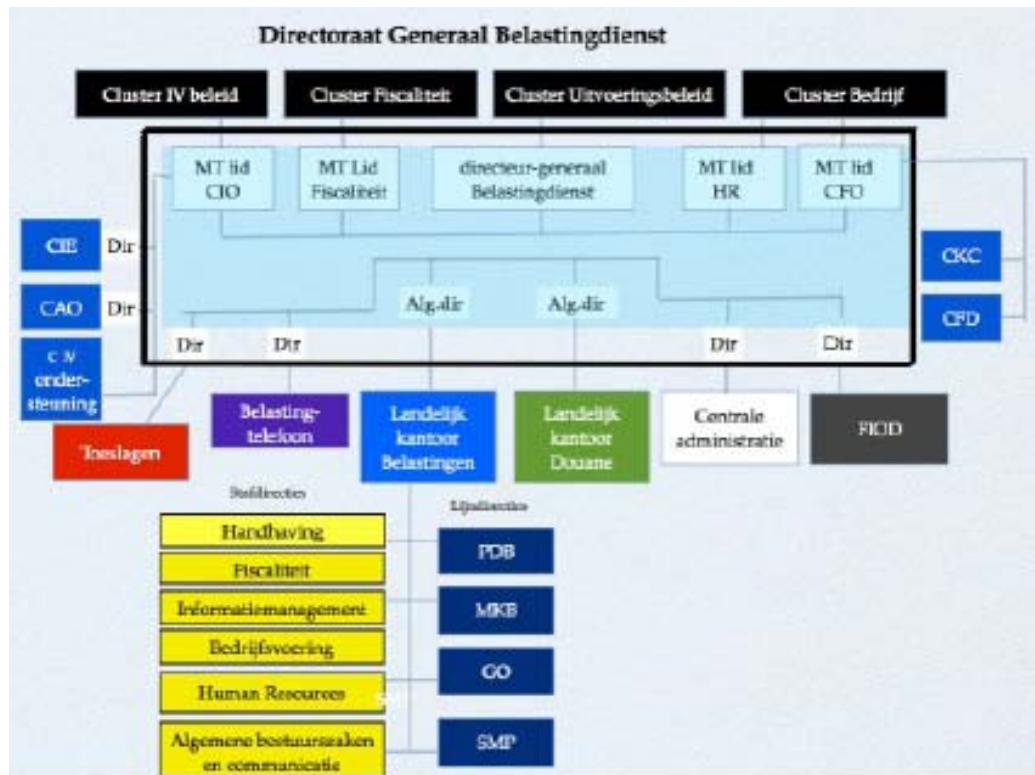 Directoraat Generaal Belastingdienst
Cluster IV beleid
Cluster Fiscaliteit
Cluster Uitvoeringsbeleid
Cluster Bedrijf
MT lid
CIO
MT Lid
Fiscaliteit
directeur-generaal
Belastingdienst
MT lid
HR
MT lid
CFO
CIE
Dir
CAO
Dir
CKC
CFD
Alg.dir
Alg.dir
Dir
Dir
Dir
Dir
onder-
steuning
Toeslagen
Belasting-
telefoon
Landelijk
kantoor
Belastingen
Landelijk
kantoor
Douane
Centrale
administratie
FIOD
Stafdirecties
Lijndirecties
Handhaving
Fiscaliteit
Informatiemanagement
Bedrijfsvoering
Human Resources
Algemene bestuurszaken
en communicatie
PDB
MKB
GO
SMP